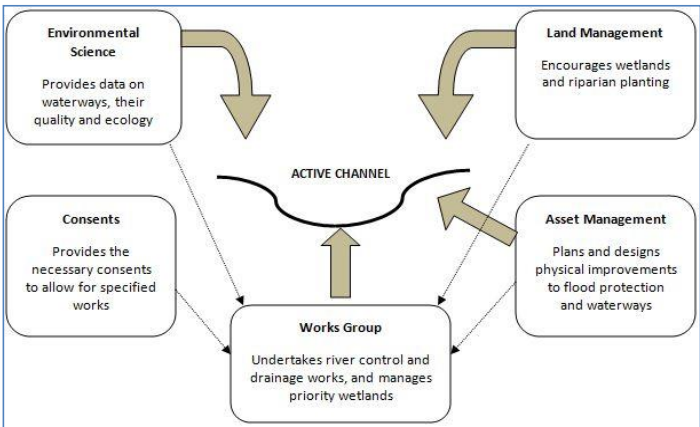 Environmental
Science
Provides data on
waterways, their
quality and ecology
Land Management
Encourages wetlands
and riparian planting
ACTIVE CHANNEL
Consents
Provides the
necessary consents
to allow for specified
works
Asset Management
Plans and designs
physical improvements
to flood protection
and waterways
Works Group
Undertakes river control and
drainage works, and manages
priority wetlands